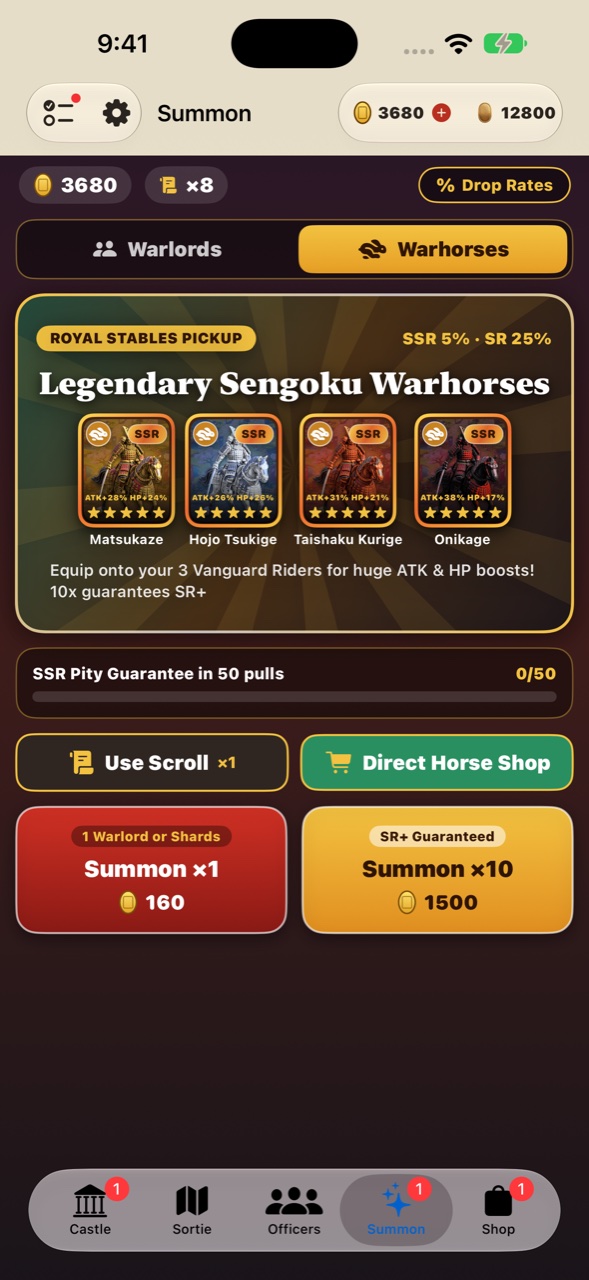 9:41
Summon
3680
12800
3680
×8
% Drop Rates
Warlords
Warhorses
ROYAL STABLES PICKUP
SSR 5% · SR 25%
Legendary Sengoku Warhorses
SSR
SSR
SSR
SSR
ATK+28% HP+24%
ATK+26% HP+26%
ATK+31% HP+21%
ATK+38% HP+17%
Matsukaze
Hojo Tsukige
Taishaku Kurige
Onikage
Equip onto your 3 Vanguard Riders for huge ATK & HP boosts!
10x guarantees SR+
SSR Pity Guarantee in 50 pulls
0/50
Use Scroll ×1
Direct Horse Shop
1 Warlord or Shards
Summon ×1
160
SR+ Guaranteed
Summon ×10
1500
1
1
1
Castle
Sortie
Officers
Summon
Shop